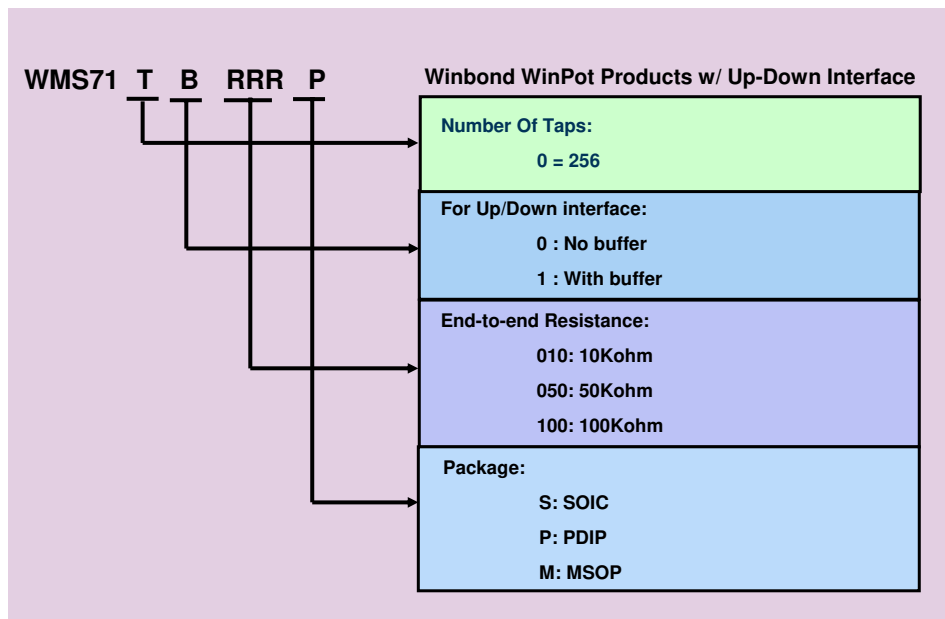 WMS71 T B RRR P
Winbond WinPot Products w/ Up-Down Interface
Number Of Taps:
0 = 256
For Up/Down interface:
0 : No buffer
1 : With buffer
End-to-end Resistance:
010: 10Kohm
050: 50Kohm
100: 100Kohm
Package:
S: SOIC
P: PDIP
M: MSOP